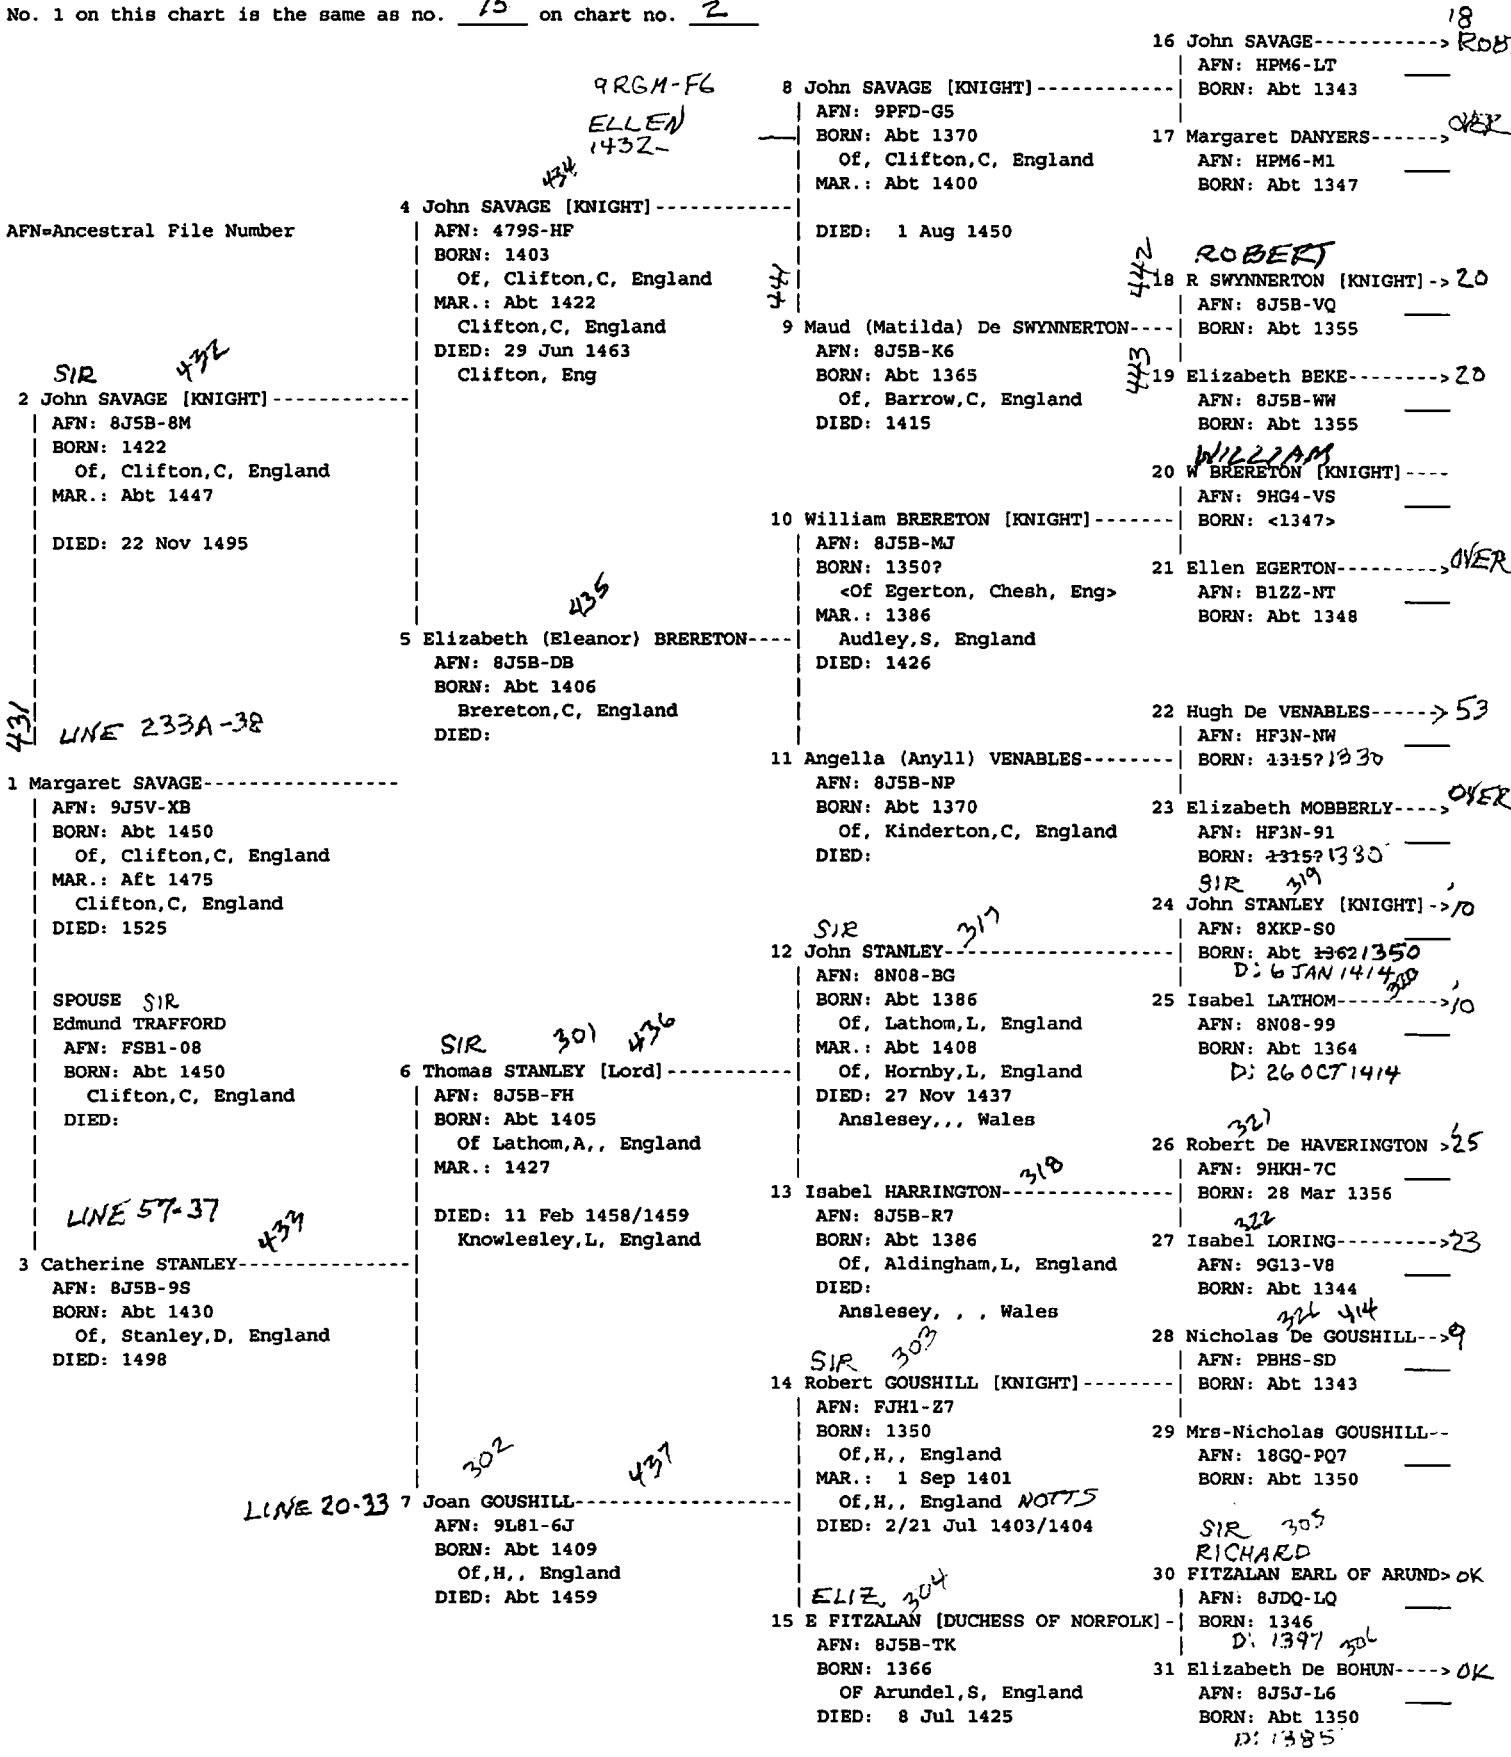 No. 1 on this chart is the same as no. 15 on chart no. 2
AFN=Ancestral File Number
431
LINE 233A-38
1 Margaret SAVAGE
AFN: 9J5V-XB
BORN: Abt 1450
Of, Clifton,C, England
MAR.: Aft 1475
Clifton,C, England
DIED: 1525
SPOUSE SIR
Edmund TRAFFORD
AFN: FSB1-08
BORN: Abt 1450
Clifton,C, England
DIED:
SIR 432
2 John SAVAGE [KNIGHT]
AFN: 8J5B-8M
BORN: 1422
Of, Clifton,C, England
MAR.: Abt 1447
DIED: 22 Nov 1495
LINE 57-37 433
3 Catherine STANLEY
AFN: 8J5B-9S
BORN: Abt 1430
Of, Stanley,D, England
DIED: 1498
9RGM-F6
ELLEN
1432-
434
4 John SAVAGE [KNIGHT]
AFN: 479S-HF
BORN: 1403
Of, Clifton,C, England
MAR.: Abt 1422
Clifton,C, England
DIED: 29 Jun 1463
Clifton, Eng
435
5 Elizabeth (Eleanor) BRERETON
AFN: 8J5B-DB
BORN: Abt 1406
Brereton,C, England
DIED:
SIR 301 436
6 Thomas STANLEY [Lord]
AFN: 8J5B-FH
BORN: Abt 1405
Of Lathom,A,, England
MAR.: 1427
DIED: 11 Feb 1458/1459
Knowlesley,L, England
302 437
LINE 20-33 7 Joan GOUSHILL
AFN: 9L81-6J
BORN: Abt 1409
Of,H,, England
DIED: Abt 1459
8 John SAVAGE [KNIGHT]
AFN: 9PFD-G5
BORN: Abt 1370
Of, Clifton,C, England
MAR.: Abt 1400
DIED: 1 Aug 1450
441
9 Maud (Matilda) De SWYNNERTON
AFN: 8J5B-K6
BORN: Abt 1365
Of, Barrow,C, England
DIED: 1415
10 William BRERETON [KNIGHT]
AFN: 8J5B-MJ
BORN: 1350?
<Of Egerton, Chesh, Eng>
MAR.: 1386
Audley,S, England
DIED: 1426
11 Angella (Anyll) VENABLES
AFN: 8J5B-NP
BORN: Abt 1370
Of, Kinderton,C, England
DIED:
SIR 317
12 John STANLEY
AFN: 8N08-BG
BORN: Abt 1386
Of, Lathom,L, England
MAR.: Abt 1408
Of, Hornby,L, England
DIED: 27 Nov 1437
Anslesey,,, Wales
318
13 Isabel HARRINGTON
AFN: 8J5B-R7
BORN: Abt 1386
Of, Aldingham,L, England
DIED:
Anslesey, , , Wales
SIR 303
14 Robert GOUSHILL [KNIGHT]
AFN: FJH1-Z7
BORN: 1350
Of,H,, England
MAR.: 1 Sep 1401
Of,H,, England NOTTS
DIED: 2/21 Jul 1403/1404
ELIZ 304
15 E FITZALAN [DUCHESS OF NORFOLK]
AFN: 8J5B-TK
BORN: 1366
OF Arundel,S, England
DIED: 8 Jul 1425
18
16 John SAVAGE-----------> ROB
AFN: HPM6-LT
BORN: Abt 1343
17 Margaret DANYERS------> OVER
AFN: HPM6-M1
BORN: Abt 1347
442 ROBERT
18 R SWYNNERTON [KNIGHT] -> 20
AFN: 8J5B-VQ
BORN: Abt 1355
443
19 Elizabeth BEKE--------> 20
AFN: 8J5B-WW
BORN: Abt 1355
WILLIAM
20 W BRERETON [KNIGHT]
AFN: 9HG4-VS
BORN: <1347>
21 Ellen EGERTON---------> OVER
AFN: B1ZZ-NT
BORN: Abt 1348
22 Hugh De VENABLES------> 53
AFN: HF3N-NW
BORN: 1315? 1330
23 Elizabeth MOBBERLY----> OVER
AFN: HF3N-91
BORN: 1315? 1330
SIR 319
24 John STANLEY [KNIGHT] -> 10
AFN: 8XKP-S0
BORN: Abt 1362 1350
D: 6 JAN 1414
320
25 Isabel LATHOM---------> 10
AFN: 8N08-99
BORN: Abt 1364
D: 26 OCT 1414
321
26 Robert De HAVERINGTON > 25
AFN: 9HKH-7C
BORN: 28 Mar 1356
322
27 Isabel LORING---------> 23
AFN: 9G13-V8
BORN: Abt 1344
326 414
28 Nicholas De GOUSHILL--> 9
AFN: PBHS-SD
BORN: Abt 1343
29 Mrs-Nicholas GOUSHILL--
AFN: 18GQ-PQ7
BORN: Abt 1350
SIR 305
RICHARD
30 FITZALAN EARL OF ARUND> OK
AFN: 8JDQ-LQ
BORN: 1346
D: 1397
306
31 Elizabeth De BOHUN----> OK
AFN: 8J5J-L6
BORN: Abt 1350
D: 1385